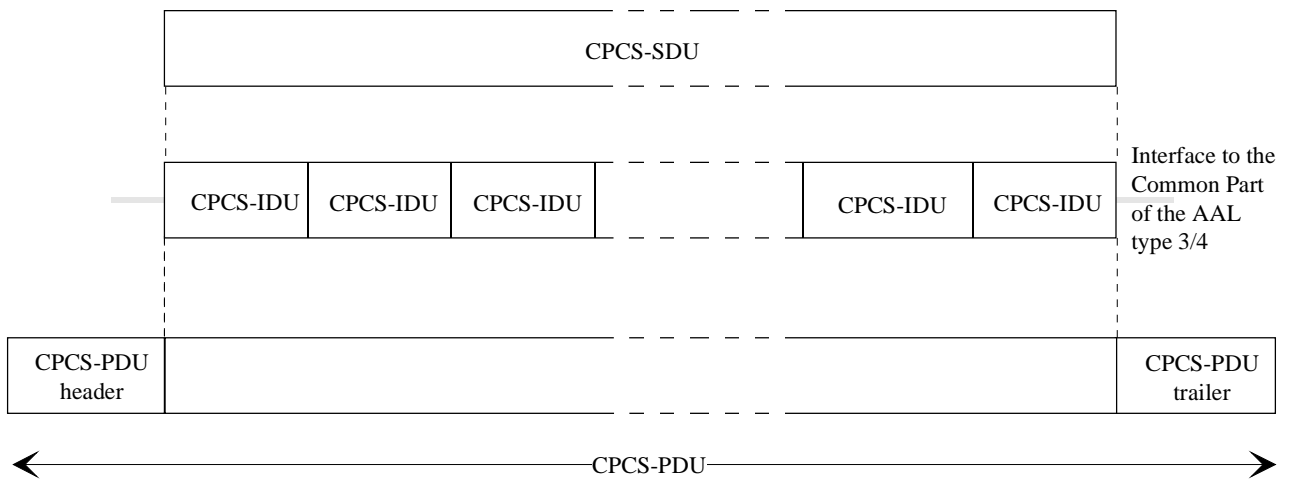 CPCS-SDU
CPCS-IDU CPCS-IDU CPCS-IDU CPCS-IDU CPCS-IDU
Interface to the
Common Part
of the AAL
type 3/4
CPCS-PDU
header
CPCS-PDU
trailer
CPCS-PDU